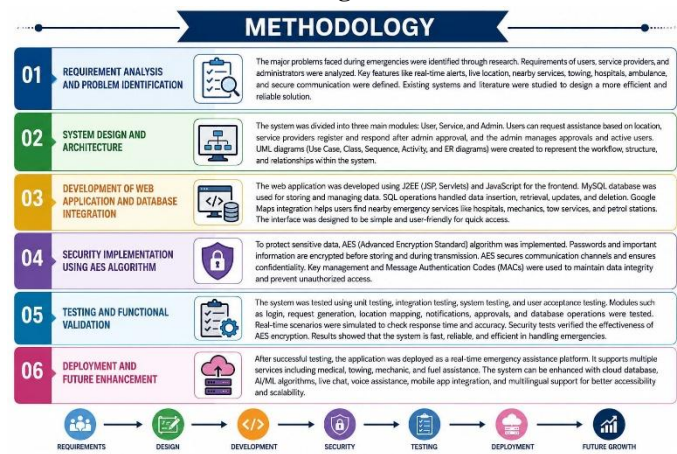 METHODOLOGY
01
REQUIREMENT ANALYSIS
AND PROBLEM IDENTIFICATION
The major problems faced during emergencies were identified through research. Requirements of users, service providers, and
administrators were analyzed. Key features like real-time alerts, live location, nearby services, towing, hospitals, ambulance,
and secure communication were defined. Existing systems and literature were studied to design a more efficient and
reliable solution.
02
SYSTEM DESIGN AND
ARCHITECTURE
The system was divided into three main modules: User, Service, and Admin. Users can request assistance based on location,
service providers register and respond after admin approval, and the admin manages approvals and active users.
UML diagrams (Use Case, Class, Sequence, Activity, and ER diagrams) were created to represent the workflow, structure,
and relationships within the system.
03
DEVELOPMENT OF WEB
APPLICATION AND DATABASE
INTEGRATION
The web application was developed using J2EE (JSP, Servlets) and JavaScript for the frontend. MySQL database was
used for storing and managing data. SQL operations handled data insertion, retrieval, updates, and deletion. Google
Maps integration helps users find nearby emergency services like hospitals, mechanics, tow services, and petrol stations.
The interface was designed to be simple and user-friendly for quick access.
04
SECURITY IMPLEMENTATION
USING AES ALGORITHM
To protect sensitive data, AES (Advanced Encryption Standard) algorithm was implemented. Passwords and important
information are encrypted before storing and during transmission. AES secures communication channels and ensures
confidentiality. Key management and Message Authentication Codes (MACs) were used to maintain data integrity
and prevent unauthorized access.
05
TESTING AND FUNCTIONAL
VALIDATION
The system was tested using unit testing, integration testing, system testing, and user acceptance testing. Modules such
as login, request generation, location mapping, notifications, approvals, and database operations were tested.
Real-time scenarios were simulated to check response time and accuracy. Security tests verified the effectiveness of
AES encryption. Results showed that the system is fast, reliable, and efficient in handling emergencies.
06
DEPLOYMENT AND
FUTURE ENHANCEMENT
After successful testing, the application was deployed as a real-time emergency assistance platform. It supports multiple
services including medical, towing, mechanic, and fuel assistance. The system can be enhanced with cloud database,
AI/ML algorithms, live chat, voice assistance, mobile app integration, and multilingual support for better accessibility
and scalability.
REQUIREMENTS
DESIGN
DEVELOPMENT
SECURITY
TESTING
DEPLOYMENT
FUTURE GROWTH